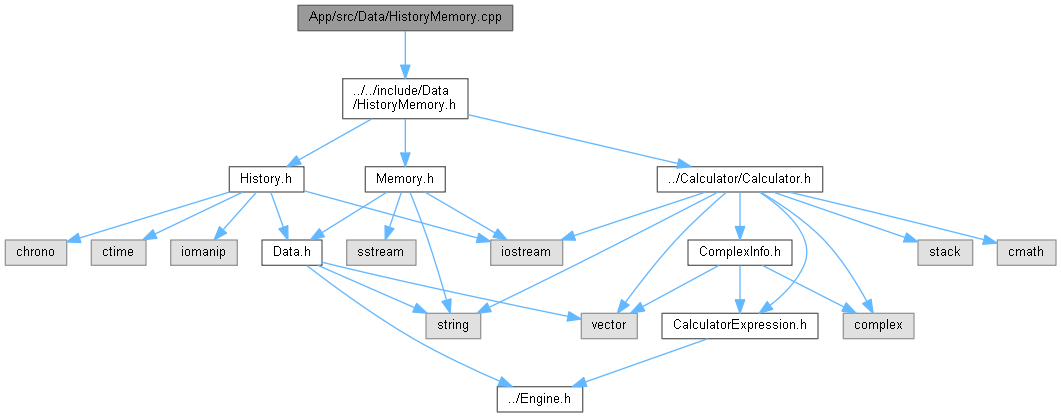 App/src/Data/HistoryMemory.cpp
../../include/Data
/HistoryMemory.h
History.h
Memory.h
../Calculator/Calculator.h
chrono
ctime
iomanip
Data.h
sstream
iostream
ComplexInfo.h
stack
cmath
string
vector
CalculatorExpression.h
complex
../Engine.h